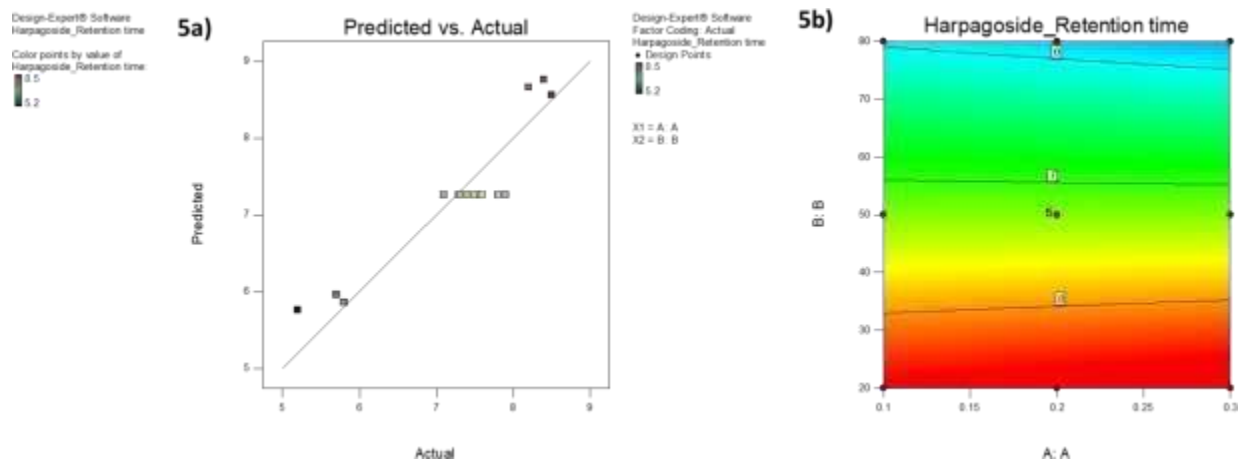 Design-Expert® Software
Harpagoside_Retention time
Color points by value of
Harpagoside_Retention time:
8.5
5.2
5a)
Predicted vs. Actual
Predicted
9
8
7
6
5
5
6
7
8
9
Actual
Design-Expert® Software
Factor Coding: Actual
Harpagoside_Retention time
Design Points
8.5
5.2
X1 = A: A
X2 = B: B
5b)
Harpagoside_Retention time
B: B
80
70
60
50
40
30
20
5
0.1
0.15
0.2
0.25
0.3
A: A